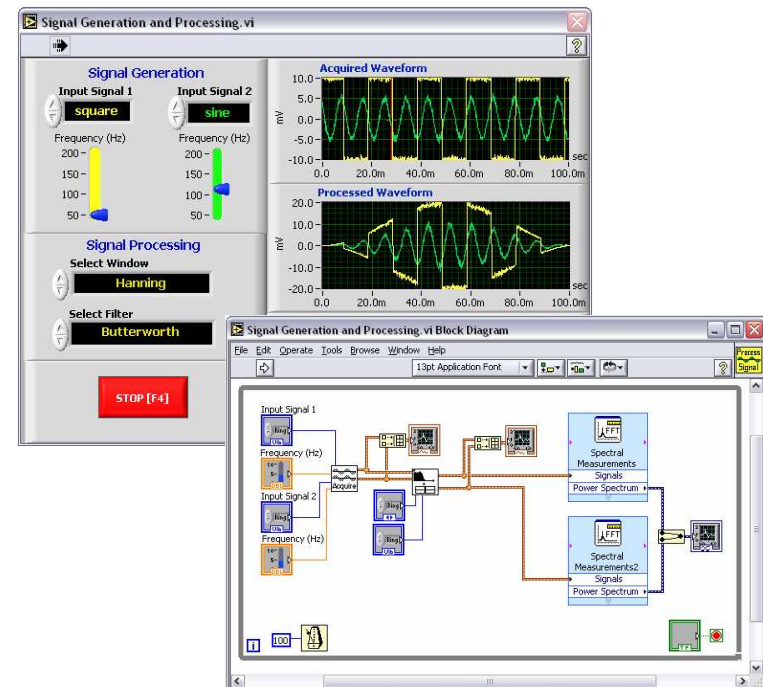 Signal Generation and Processing.vi
?
Signal Generation
Input Signal 1
Input Signal 2
square
sine
Frequency (Hz)
Frequency (Hz)
200
200
150
150
100
100
50
50
Signal Processing
Select Window
Hanning
Select Filter
Butterworth
STOP [F4]
Acquired Waveform
10.0
5.0
0.0
-5.0
-10.0
mV
sec
0.0 20.0m 40.0m 60.0m 80.0m 100.0m
Processed Waveform
20.0
10.0
0.0
-10.0
-20.0
mV
sec
0.0 20.0m 40.0m 60.0m 80.0m 100.0m
Signal Generation and Processing.vi Block Diagram
File Edit Operate Tools Browse Window Help
13pt Application Font
?
Process
Signal
Input Signal 1
Ring
Frequency (Hz)
Input Signal 2
Ring
Frequency (Hz)
Acquire
Ring
Ring
FFT
Spectral
Measurements
Signals
Power Spectrum
FFT
Spectral
Measurements2
Signals
Power Spectrum
i
100
TF